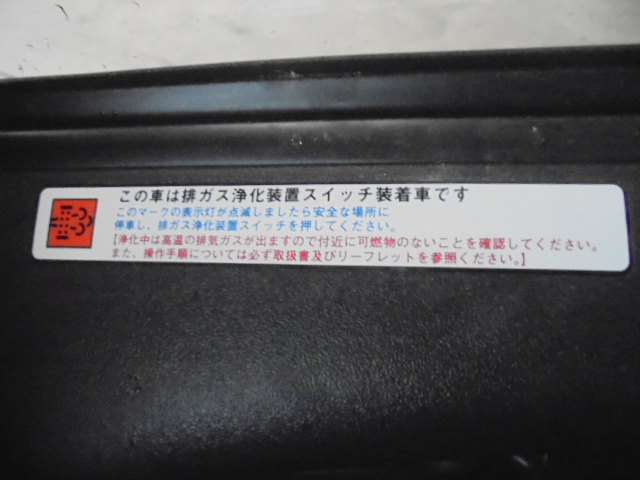 この車は排ガス浄化装置スイッチ装着車です
このマークの表示灯が点滅しましたら安全な場所に
停車し、排ガス浄化装置スイッチを押してください。
【浄化中は高温の排気ガスが出ますので付近に可燃物のないことを確認してください。
また、操作手順については必ず取扱書及びリーフレットを参照ください。】